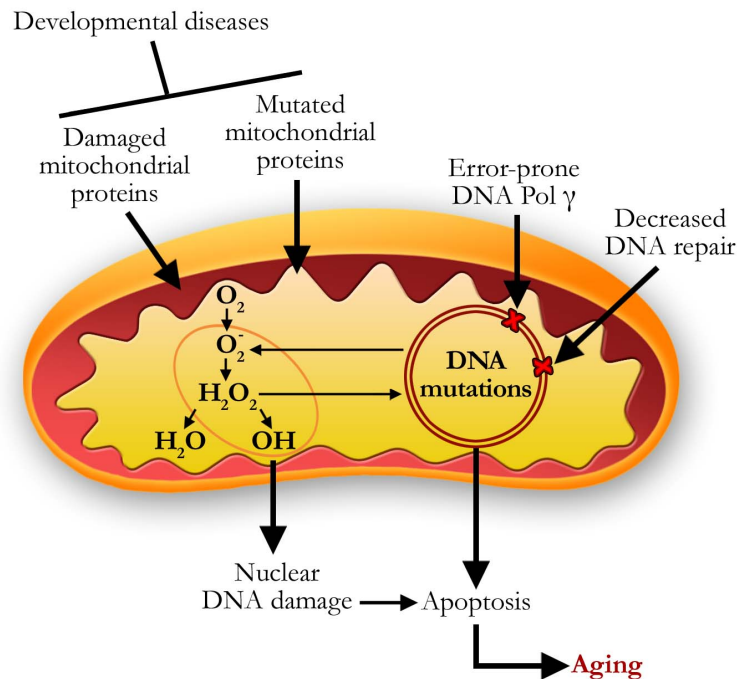 Developmental diseases
Damaged
mitochondrial
proteins
Mutated
mitochondrial
proteins
Error-prone
DNA Pol γ
Decreased
DNA repair
O₂
O₂⁻
H₂O₂
H₂O
OH
DNA
mutations
Nuclear
DNA damage
Apoptosis
Aging